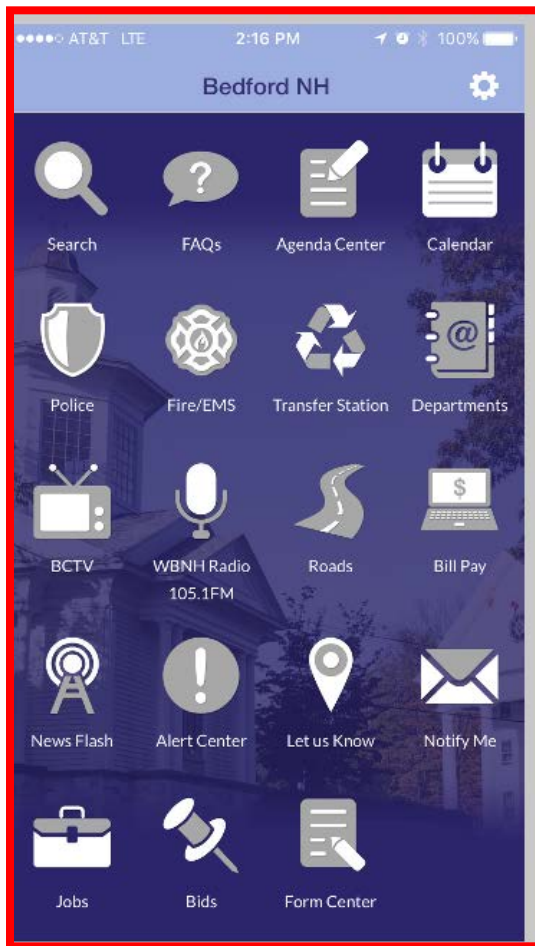 AT&T LTE 2:16 PM 100%
Bedford NH
Search FAQs Agenda Center Calendar
Police Fire/EMS Transfer Station Departments
BCTV WBNH Radio Roads Bill Pay
105.1FM
News Flash Alert Center Let us Know Notify Me
Jobs Bids Form Center